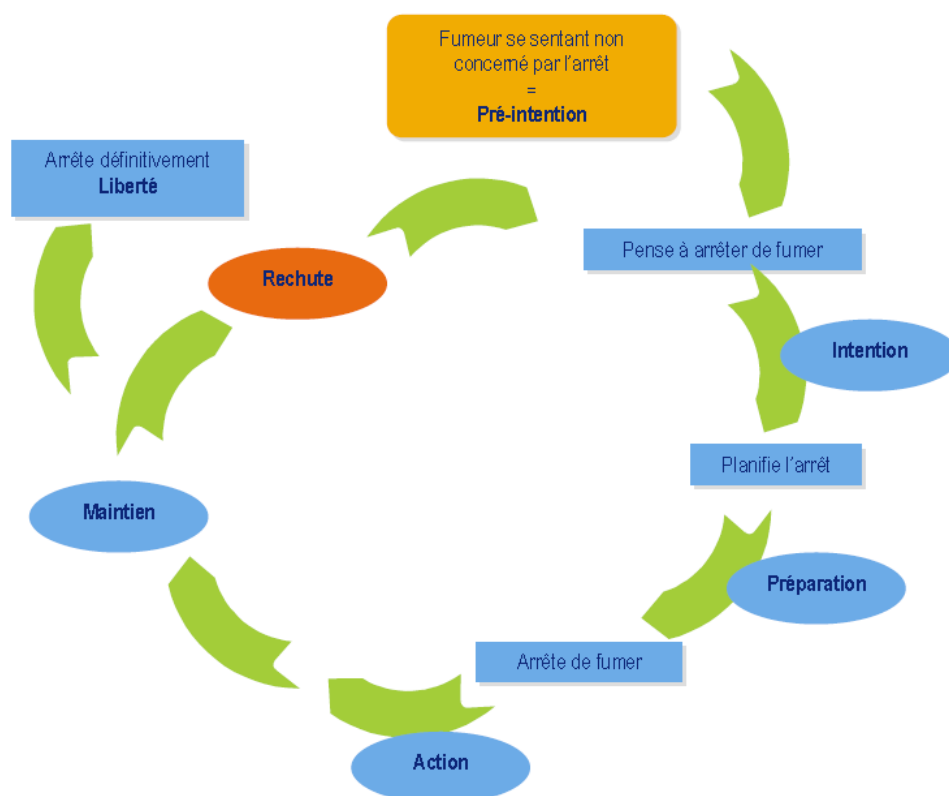 Fumeur se sentant non
concerné par l'arrêt
=
Pré-intention
Arrête définitivement
Liberté
Rechute
Pense à arrêter de fumer
Intention
Planifie l'arrêt
Maintien
Préparation
Arrête de fumer
Action